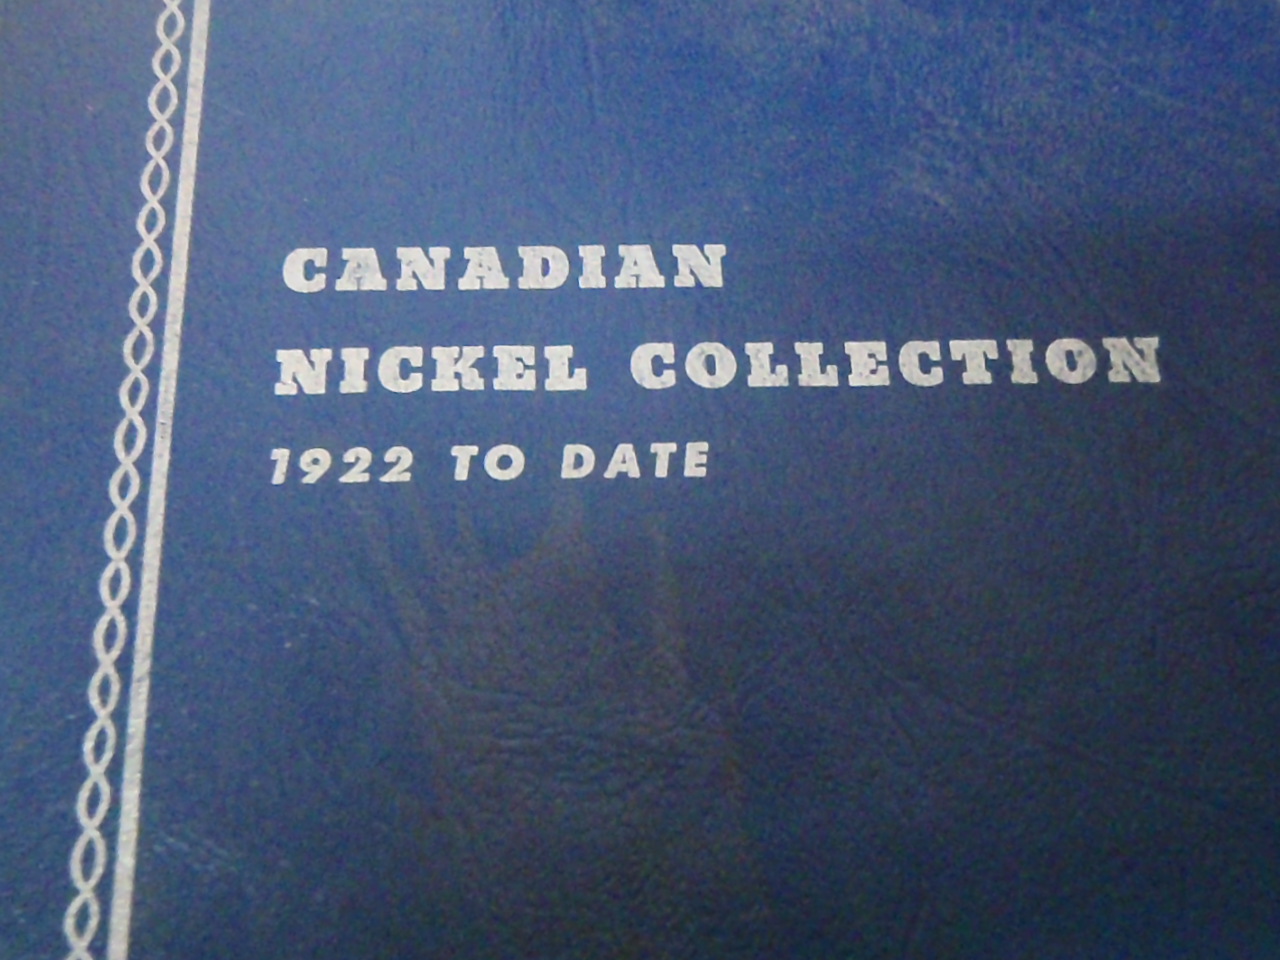 CANADIAN
NICKEL COLLECTION
1922 TO DATE